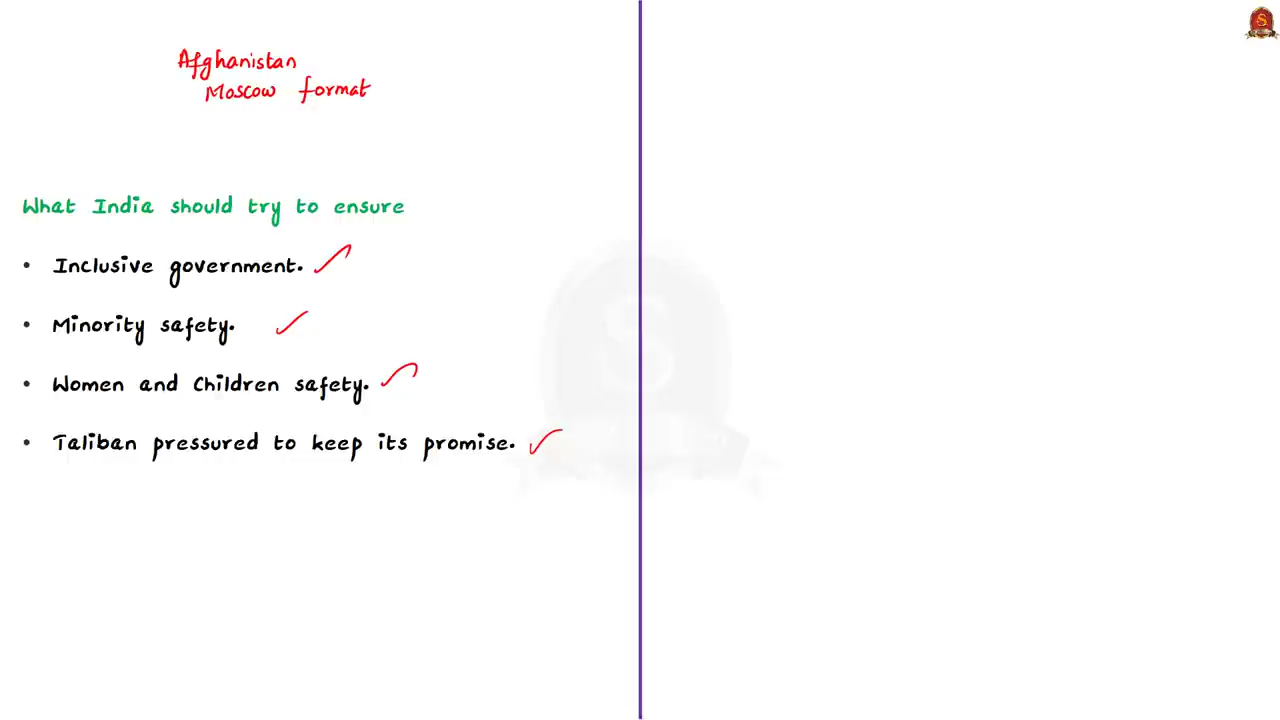 Afghanistan
Moscow format
What India should try to ensure
• Inclusive government.
• Minority safety.
• Women and Children safety.
• Taliban pressured to keep its promise.
S